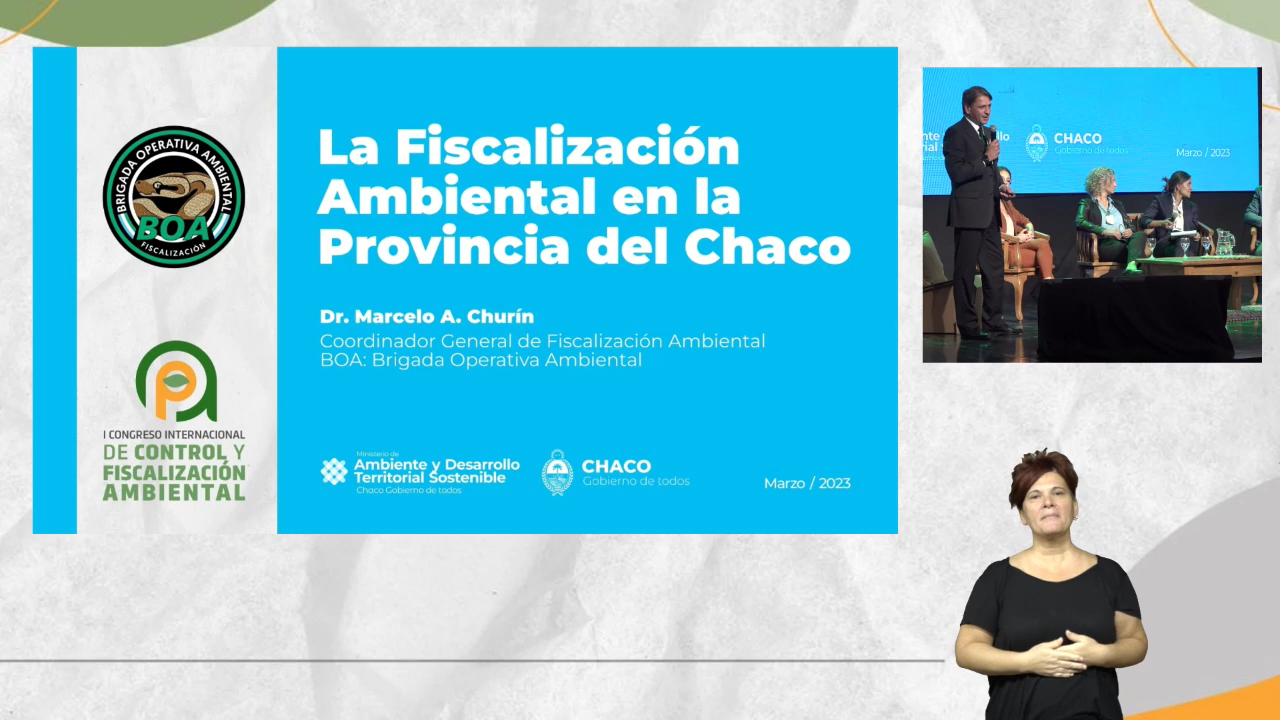 BRIGADA OPERATIVA AMBIENTAL
BOA
FISCALIZACIÓN
I CONGRESO INTERNACIONAL
DE CONTROL Y
FISCALIZACIÓN
AMBIENTAL
La Fiscalización
Ambiental en la
Provincia del Chaco
Dr. Marcelo A. Churín
Coordinador General de Fiscalización Ambiental
BOA: Brigada Operativa Ambiental
Ministerio de
Ambiente y Desarrollo
Territorial Sostenible
Chaco Gobierno de todos
CHACO
Gobierno de todos
Marzo / 2023
CHACO
Gobierno de todos
Marzo / 2023